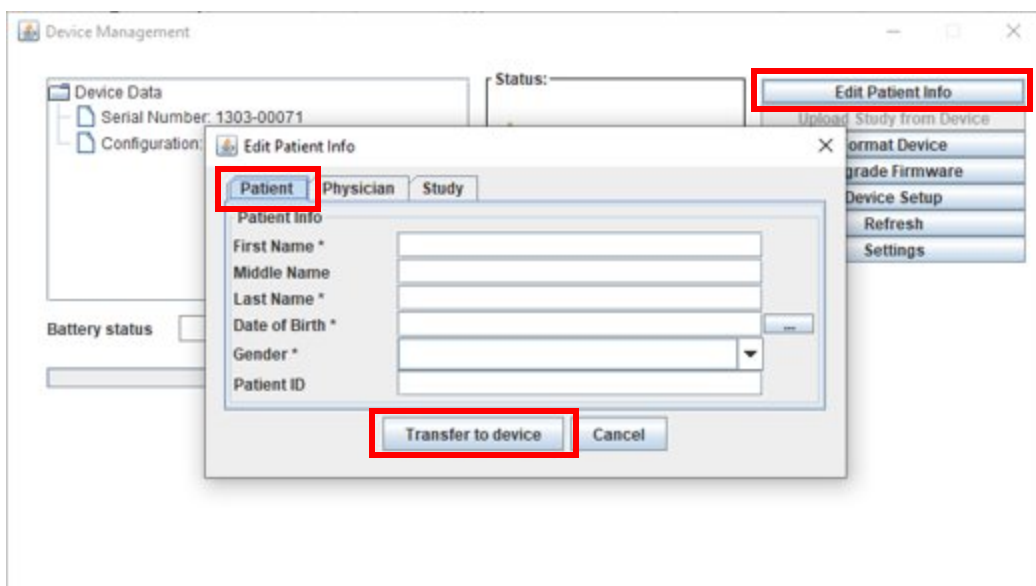 Device Management
Device Data
Serial Number: 1303-00071
Configuration:
Status:
Edit Patient Info
Upload Study from Device
ormat Device
grade Firmware
Device Setup
Refresh
Settings
Battery status
Edit Patient Info
Patient
Physician
Study
Patient Info
First Name *
Middle Name
Last Name *
Date of Birth *
...
Gender *
Patient ID
Transfer to device
Cancel